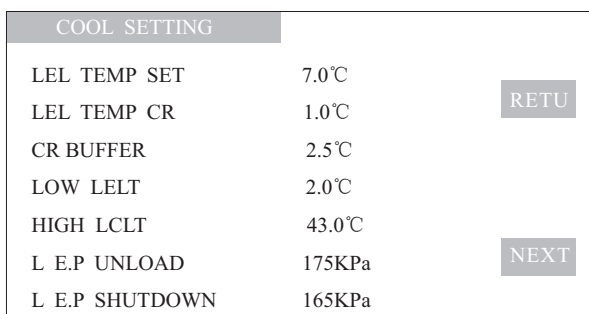 COOL SETTING
LEL TEMP SET 7.0℃
RETU
LEL TEMP CR 1.0℃
CR BUFFER 2.5℃
LOW LELT 2.0℃
HIGH LCLT 43.0℃
L E.P UNLOAD 175KPa
NEXT
L E.P SHUTDOWN 165KPa